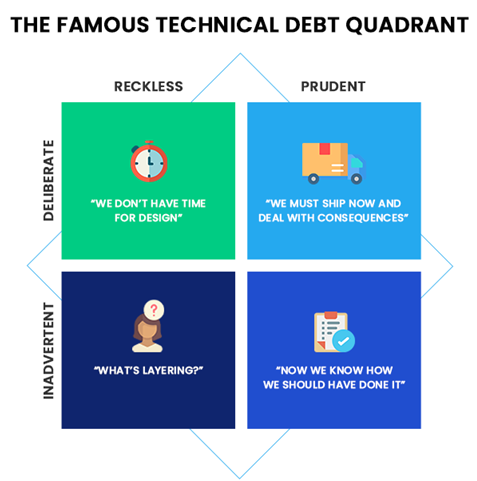 THE FAMOUS TECHNICAL DEBT QUADRANT
RECKLESS
PRUDENT
DELIBERATE
“WE DON’T HAVE TIME
FOR DESIGN”
“WE MUST SHIP NOW AND
DEAL WITH CONSEQUENCES”
INADVERTENT
?
“WHAT’S LAYERING?”
“NOW WE KNOW HOW
WE SHOULD HAVE DONE IT”